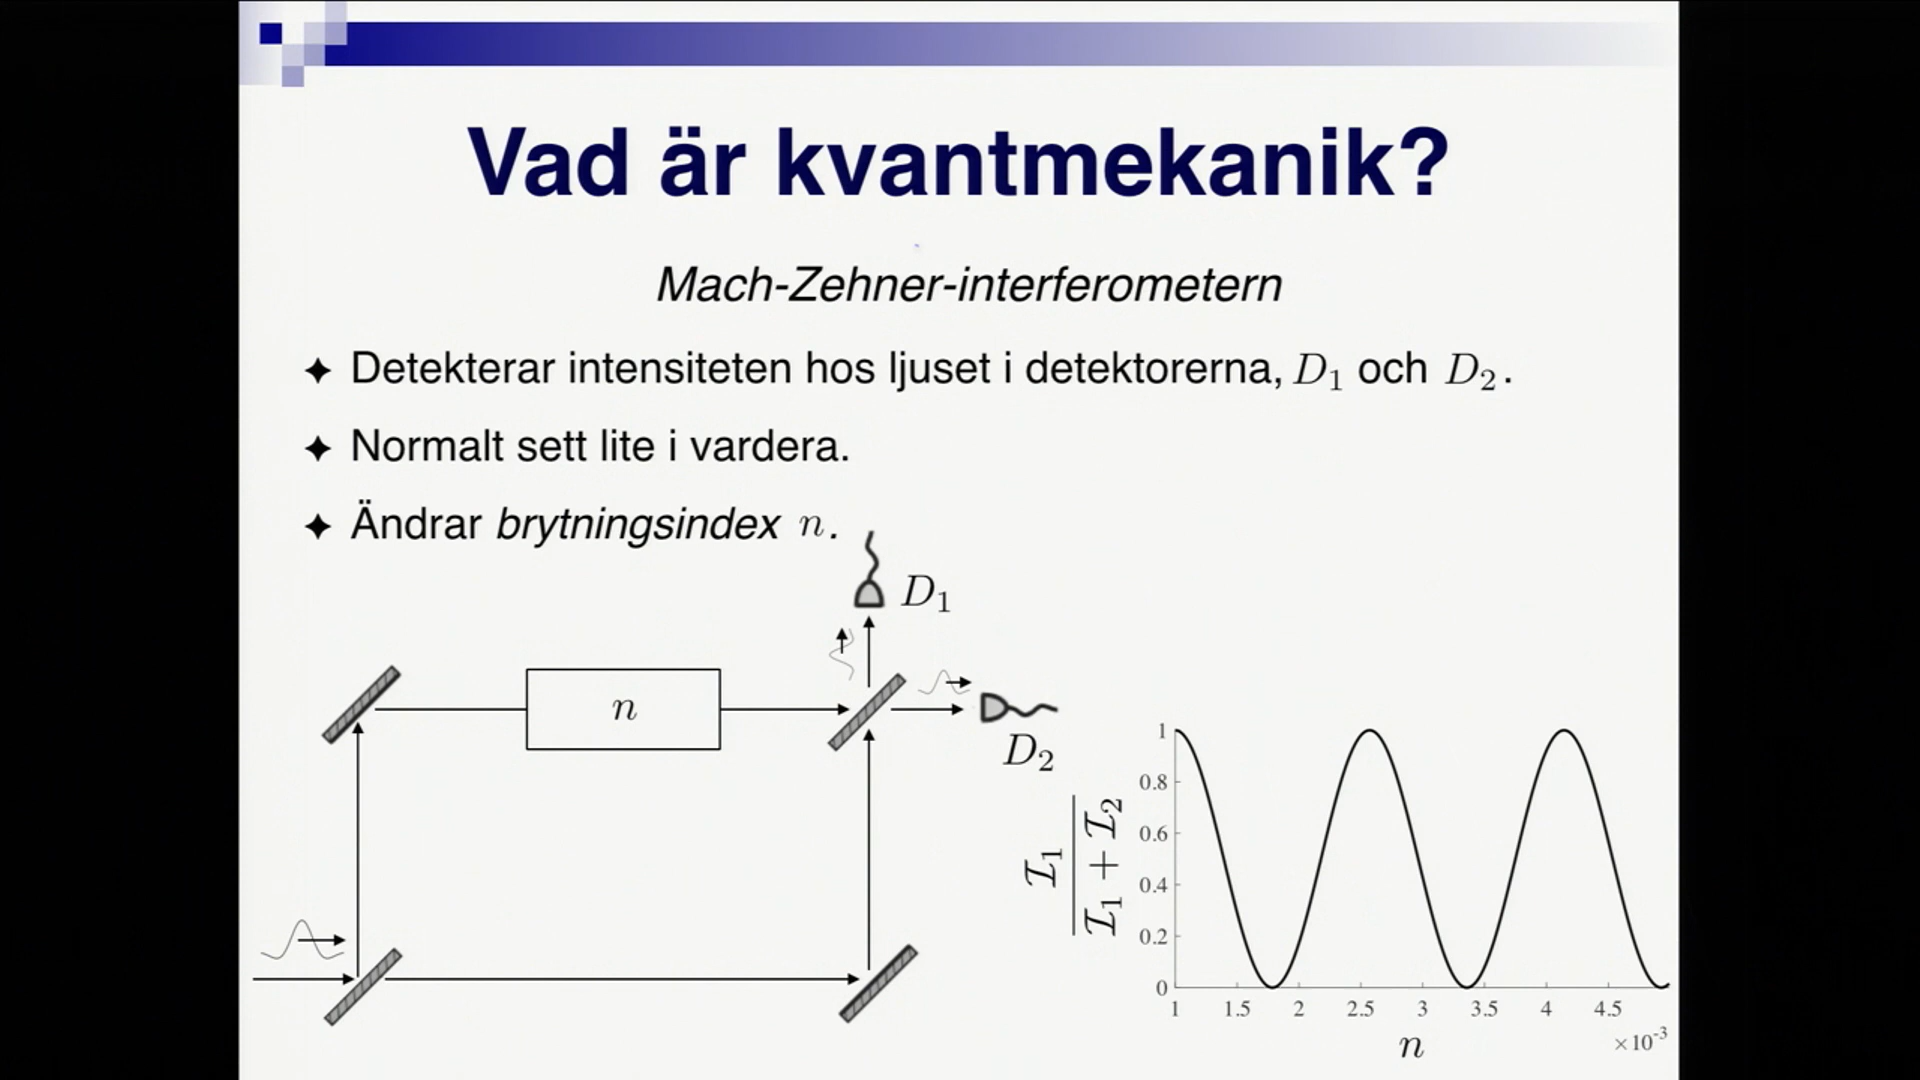 Vad är kvantmekanik?
Mach-Zehner-interferometern
✦ Detekterar intensiteten hos ljuset i detektorerna, D₁ och D₂.
✦ Normalt sett lite i vardera.
✦ Ändrar brytningsindex n.
D₁
n
D₂
I₁
I₁ + I₂
1
0.8
0.6
0.4
0.2
0
1 1.5 2 2.5 3 3.5 4 4.5
×10⁻³
n